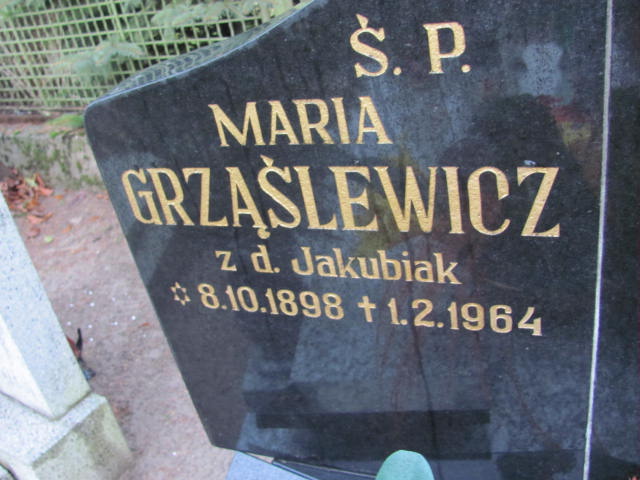 Ś. P.
MARIA
GRZĄŚLEWICZ
z d. Jakubiak
✡ 8.10.1898 ✝ 1.2.1964